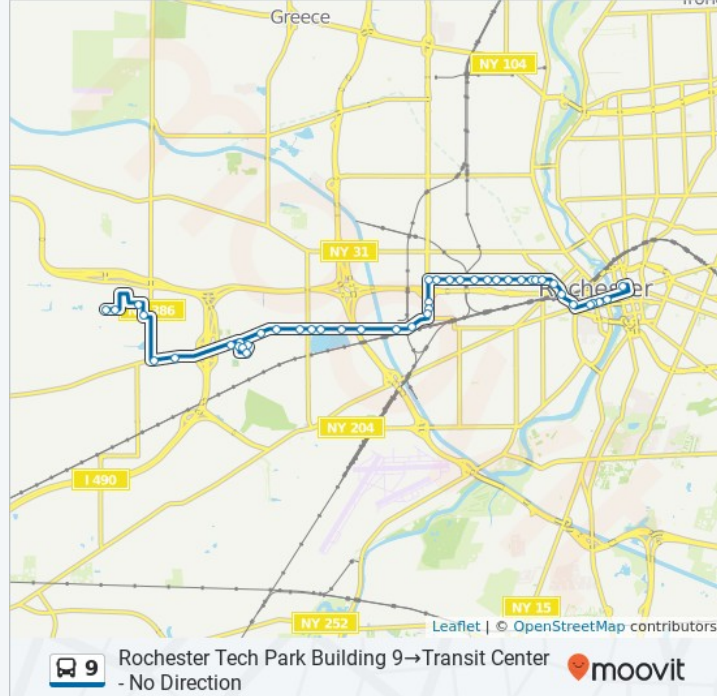 Greece
NY 104
NY 31
Rochester
386
NY 204
I 490
NY 15
NY 252
Leaflet | © OpenStreetMap contributors
9 Rochester Tech Park Building 9→Transit Center
- No Direction
moovit